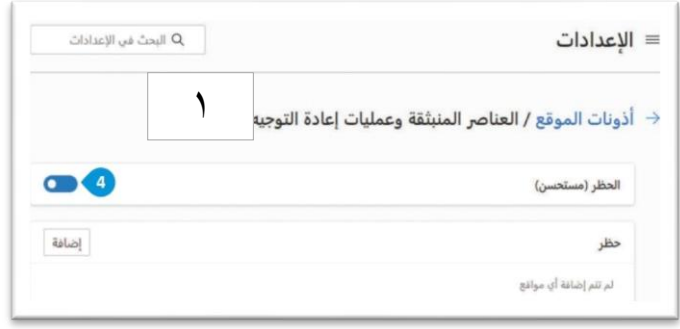 الإعدادات
البحث في الإعدادات
١
أذونات الموقع / العناصر المنبثقة وعمليات إعادة التوجيه
الحظر (مستحسن)
4
حظر
إضافة
لم تتم إضافة أي مواقع